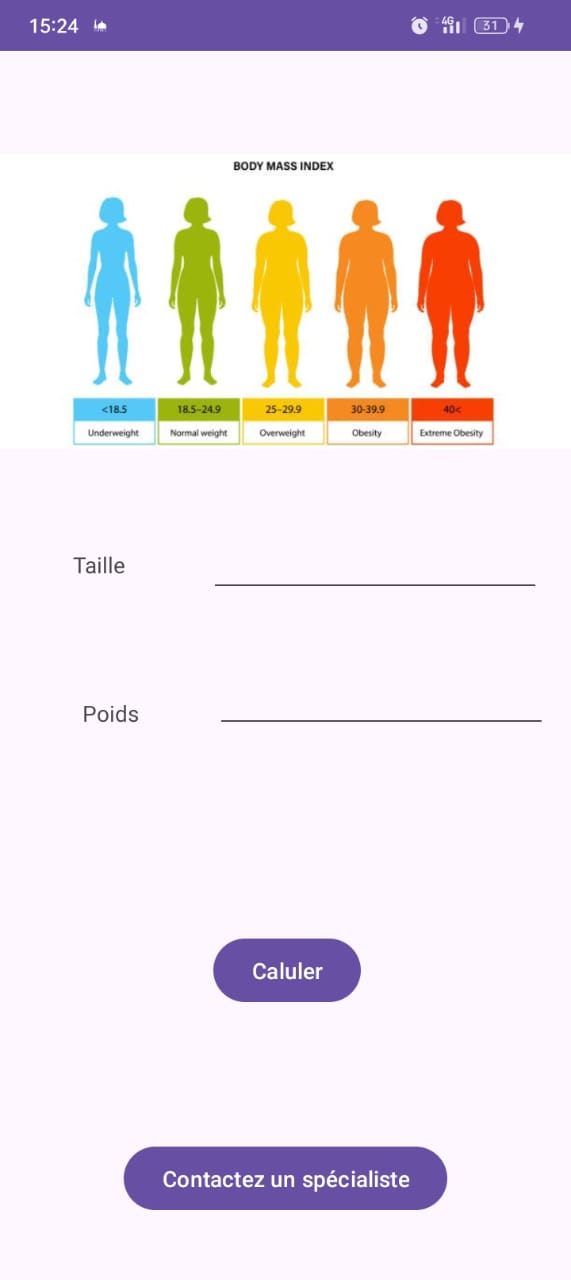 15:24 4G 31
BODY MASS INDEX
<18.5 18.5-24.9 25-29.9 30-39.9 40<
Underweight Normal weight Overweight Obesity Extreme Obesity
Taille
Poids
Caluler
Contactez un spécialiste